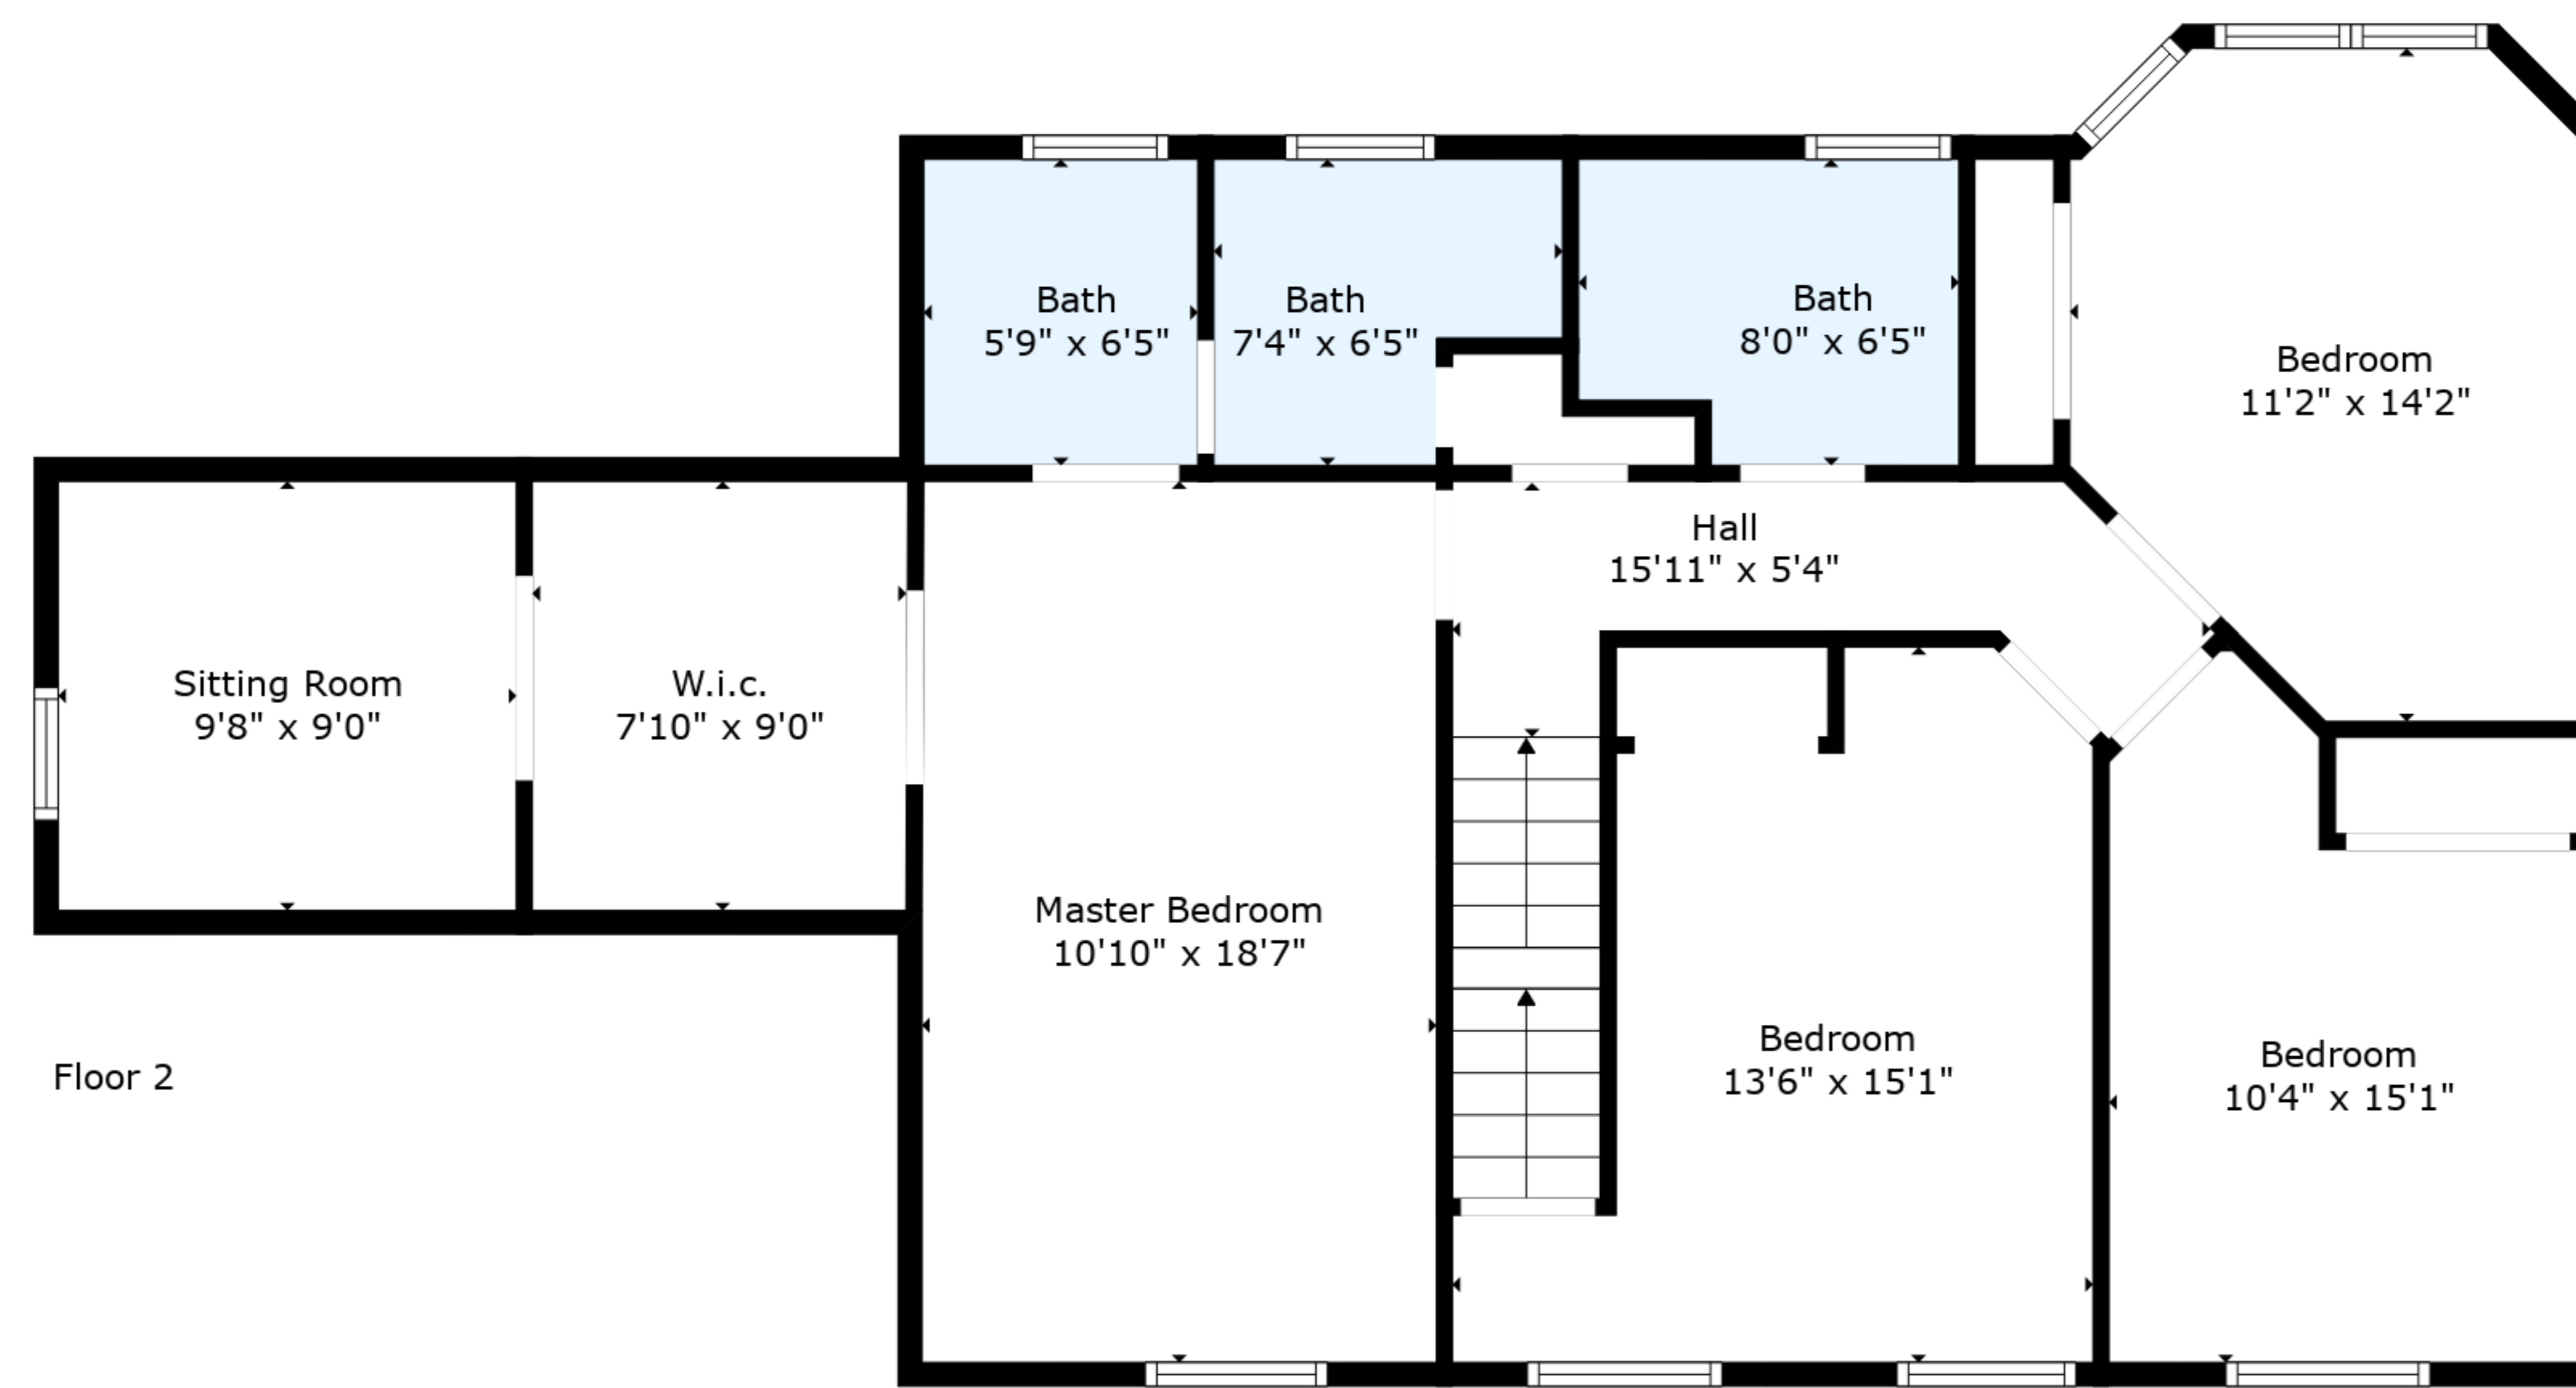 Bath
5'9" x 6'5"
Bath
7'4" x 6'5"
Bath
8'0" x 6'5"
Bedroom
11'2" x 14'2"
Hall
15'11" x 5'4"
Sitting Room
9'8" x 9'0"
W.i.c.
7'10" x 9'0"
Master Bedroom
10'10" x 18'7"
Bedroom
13'6" x 15'1"
Bedroom
10'4" x 15'1"
Floor 2